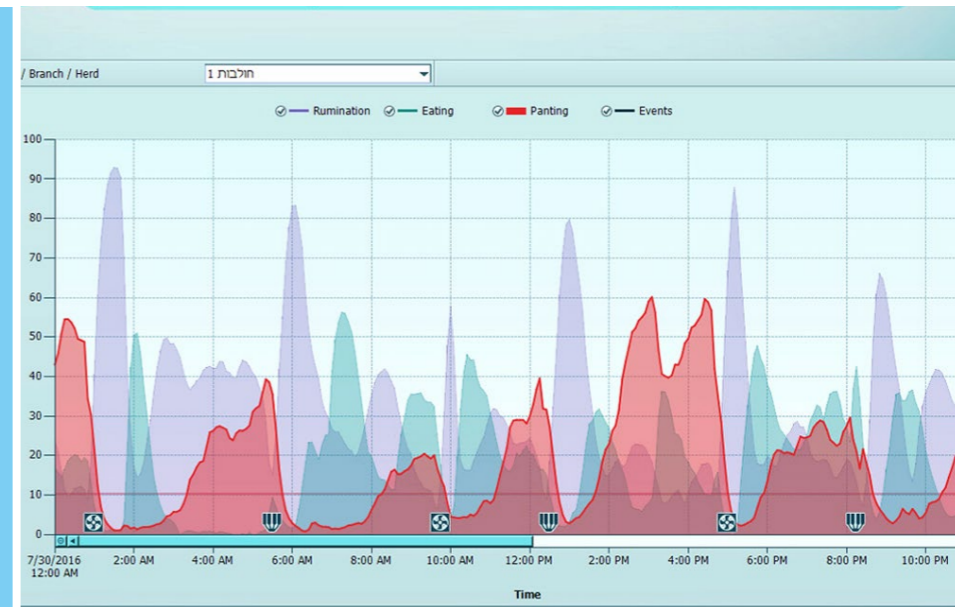 / Branch / Herd
חולבות 1
Rumination Eating Panting Events
100
90
80
70
60
50
40
30
20
10
0
7/30/2016 2:00 AM 4:00 AM 6:00 AM 8:00 AM 10:00 AM 12:00 PM 2:00 PM 4:00 PM 6:00 PM 8:00 PM 10:00 PM
12:00 AM
Time